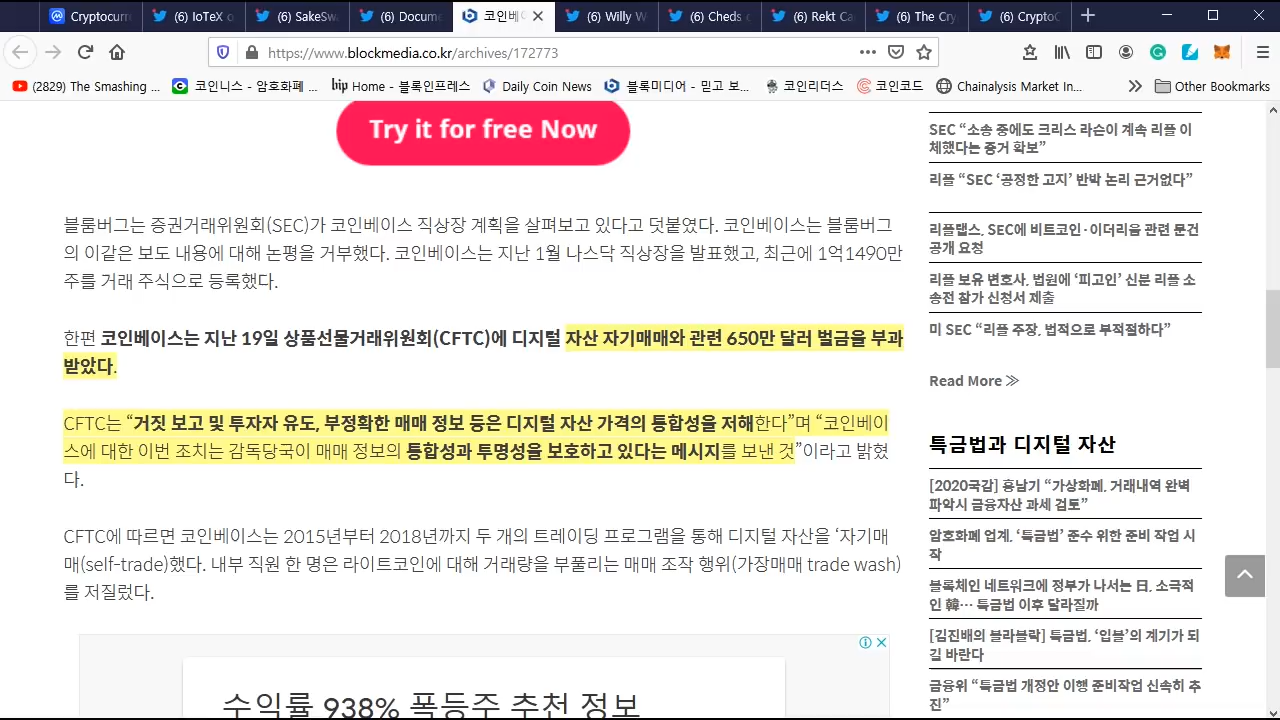 Cryptocurr
(6) IoTeX o
(6) SakeSw
(6) Docume
코인베이
(6) Willy W
(6) Cheds
(6) Rekt Ca
(6) The Cry
(6) Crypto
https://www.blockmedia.co.kr/archives/172773
(2829) The Smashing ...
코인니스 - 암호화폐 ...
bip Home - 블록인프레스
Daily Coin News
블록미디어 - 믿고 보...
코인리더스
코인코드
Chainalysis Market In...
Other Bookmarks
Try it for free Now
블룸버그는 증권거래위원회(SEC)가 코인베이스 직상장 계획을 살펴보고 있다고 덧붙였다. 코인베이스는 블룸버그
의 이같은 보도 내용에 대해 논평을 거부했다. 코인베이스는 지난 1월 나스닥 직상장을 발표했고, 최근에 1억1490만
주를 거래 주식으로 등록했다.
한편 코인베이스는 지난 19일 상품선물거래위원회(CFTC)에 디지털 자산 자기매매와 관련 650만 달러 벌금을 부과
받았다.
CFTC는 “거짓 보고 및 투자자 유도, 부정확한 매매 정보 등은 디지털 자산 가격의 통합성을 저해한다”며 “코인베이
스에 대한 이번 조치는 감독당국이 매매 정보의 통합성과 투명성을 보호하고 있다는 메시지를 보낸 것”이라고 밝혔
다.
CFTC에 따르면 코인베이스는 2015년부터 2018년까지 두 개의 트레이딩 프로그램을 통해 디지털 자산을 ‘자기매
매(self-trade)했다. 내부 직원 한 명은 라이트코인에 대해 거래량을 부풀리는 매매 조작 행위(가장매매 trade wash)
를 저질렀다.
수익률 938% 폭등주 추천 정보
SEC “소송 중에도 크리스 라슨이 계속 리플 이
체했다는 증거 확보”
리플 “SEC ‘공정한 고지’ 반박 논리 근거없다”
리플랩스, SEC에 비트코인·이더리움 관련 문건
공개 요청
리플 보유 변호사, 법원에 ‘피고인’ 신분 리플 소
송전 참가 신청서 제출
미 SEC “리플 주장, 법적으로 부적절하다”
Read More ≫
특금법과 디지털 자산
[2020국감] 용남기 “가상화폐, 거래내역 완벽
파악시 금융자산 과세 검토”
암호화폐 업계, ‘특금법’ 준수 위한 준비 작업 시
작
블록체인 네트워크에 정부가 나서는 日, 소극적
인 韓… 특금법 이후 달라질까
[김진배의 블라블락] 특금법, ‘입블’의 계기가 되
길 바란다
금융위 “특금법 개정안 이행 준비작업 신속히 추
진”